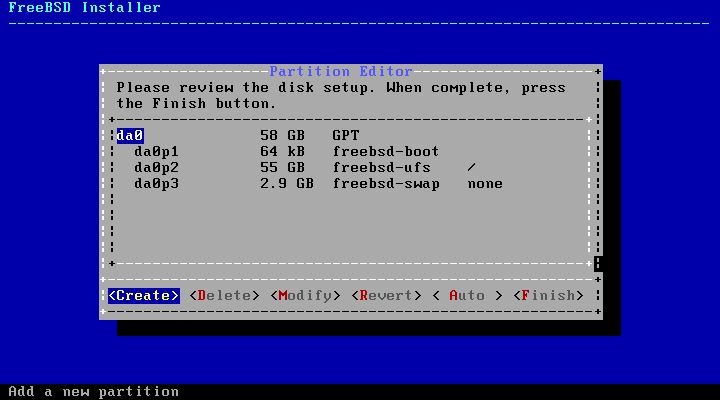 FreeBSD Installer
Partition Editor
Please review the disk setup. When complete, press
the Finish button.
da0 58 GB GPT
da0p1 64 kB freebsd-boot
da0p2 55 GB freebsd-ufs /
da0p3 2.9 GB freebsd-swap none
<Create> <Delete> <Modify> <Revert> < Auto > <Finish>
Add a new partition